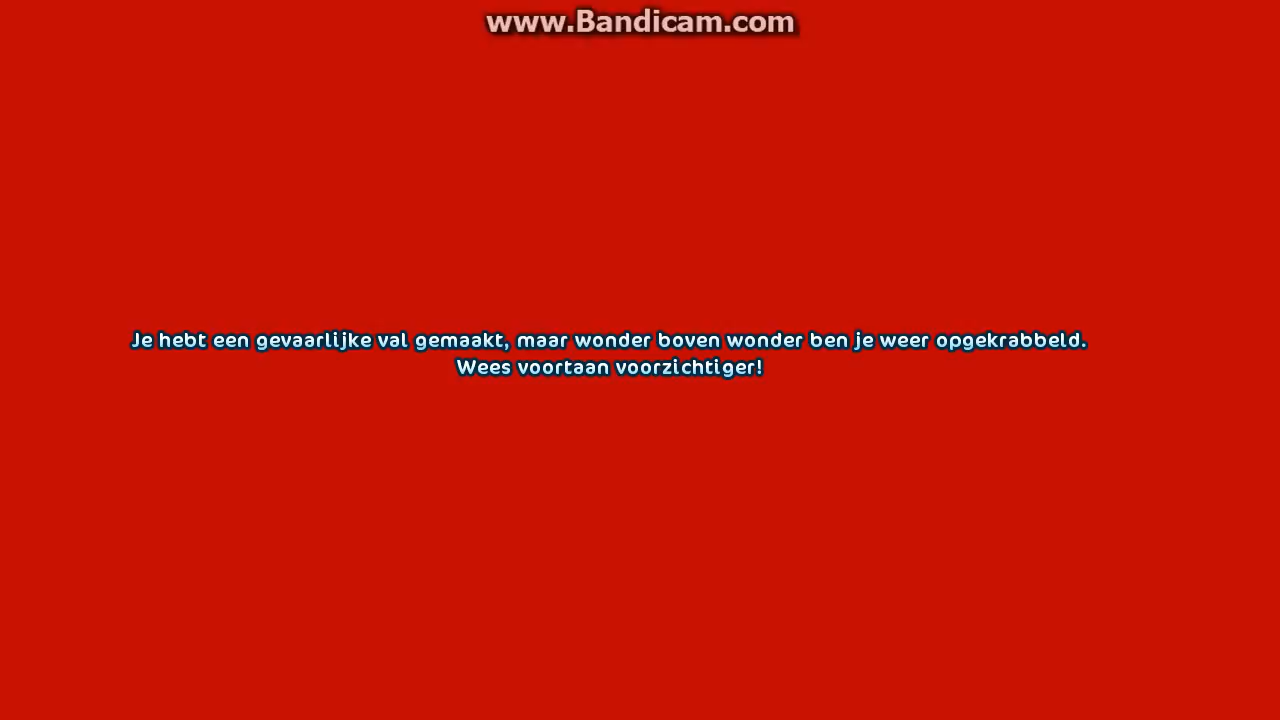 www.Bandicam.com
Je hebt een gevaarlijke val gemaakt, maar wonder boven wonder ben je weer opgekrabbeld.
Wees voortaan voorzichtiger!